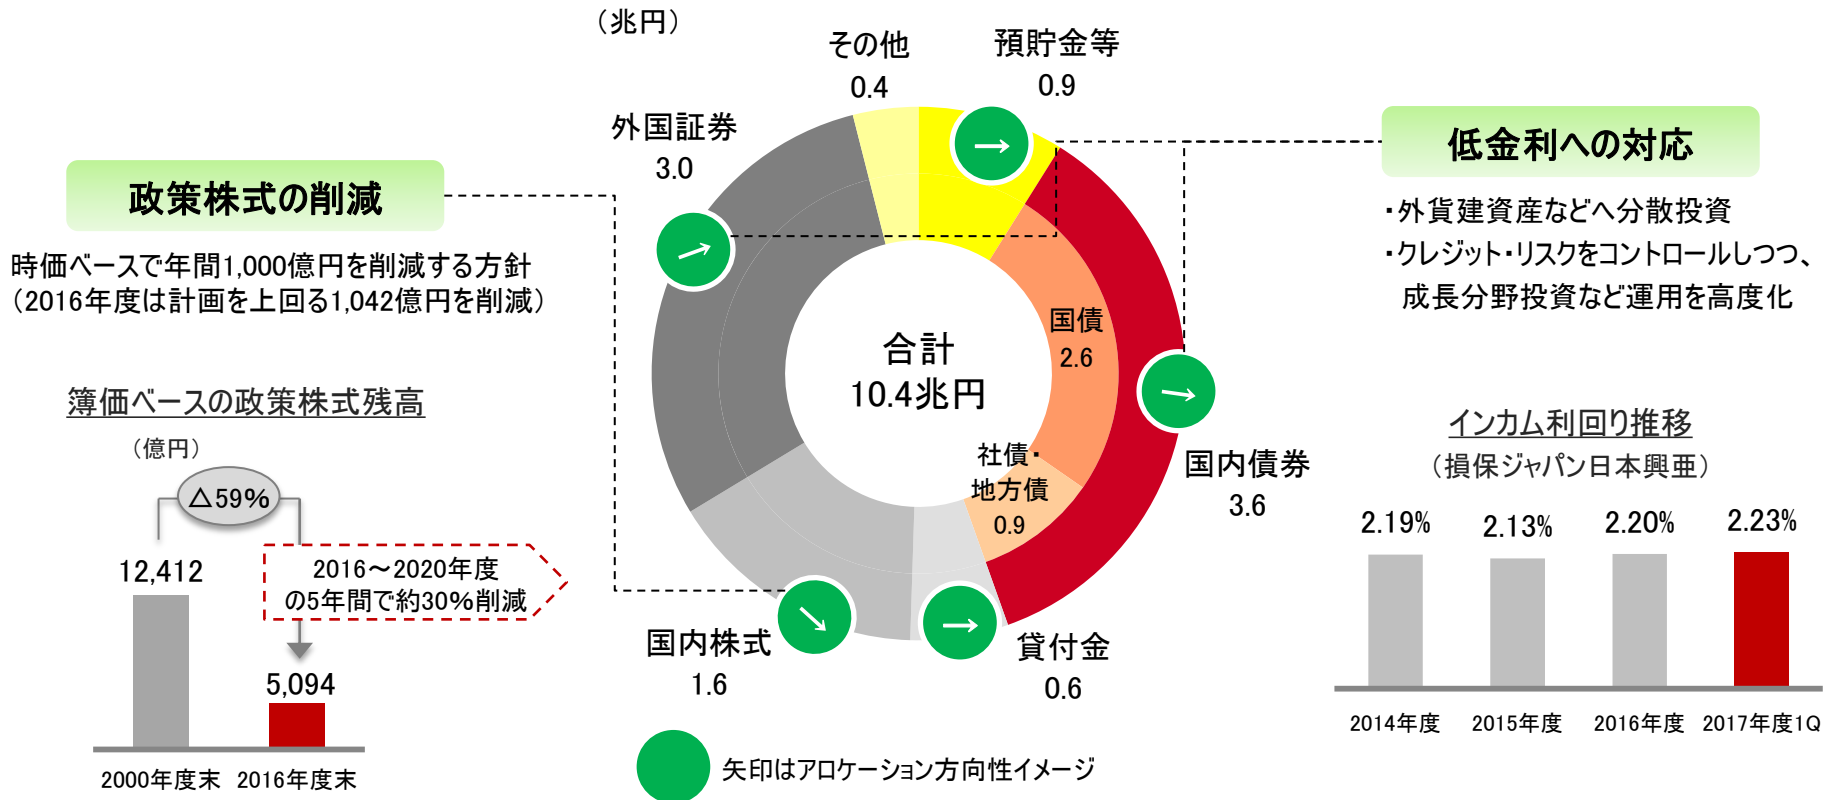 （兆円）
その他
0.4
預貯金等
0.9
外国証券
3.0
政策株式の削減
時価ベースで年間1,000億円を削減する方針
（2016年度は計画を上回る1,042億円を削減）
簿価ベースの政策株式残高
（億円）
△59%
12,412
2016～2020年度
の5年間で約30%削減
5,094
2000年度末
2016年度末
合計
10.4兆円
国債
2.6
社債・
地方債
0.9
国内債券
3.6
国内株式
1.6
貸付金
0.6
→
→
→
→
→
矢印はアロケーション方向性イメージ
低金利への対応
・外貨建資産などへ分散投資
・クレジット・リスクをコントロールしつつ、
成長分野投資など運用を高度化
インカム利回り推移
（損保ジャパン日本興亜）
2.19%
2.13%
2.20%
2.23%
2014年度
2015年度
2016年度
2017年度1Q